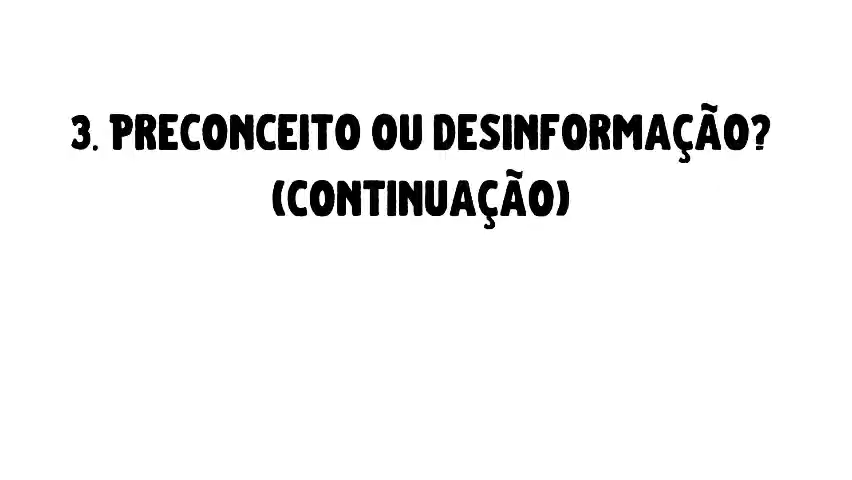 3. PRECONCEITO OU DESINFORMAÇÃO?
(CONTINUAÇÃO)